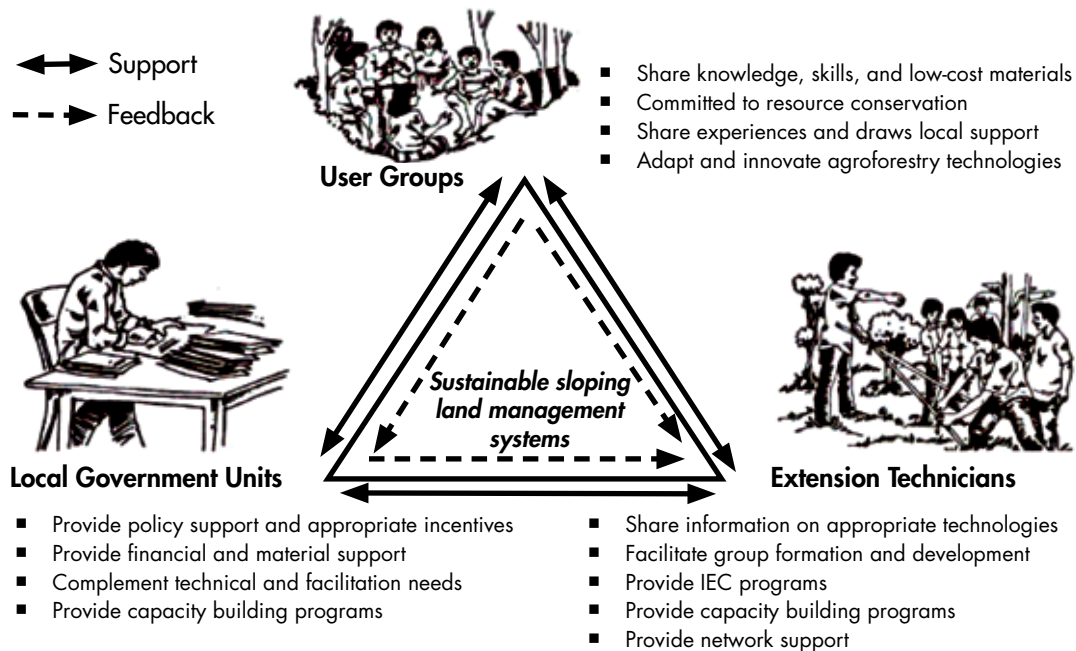 Support
Feedback
User Groups
■ Share knowledge, skills, and low-cost materials
■ Committed to resource conservation
■ Share experiences and draws local support
■ Adapt and innovate agroforestry technologies
Sustainable sloping
land management
systems
Local Government Units
■ Provide policy support and appropriate incentives
■ Provide financial and material support
■ Complement technical and facilitation needs
■ Provide capacity building programs
Extension Technicians
■ Share information on appropriate technologies
■ Facilitate group formation and development
■ Provide IEC programs
■ Provide capacity building programs
■ Provide network support